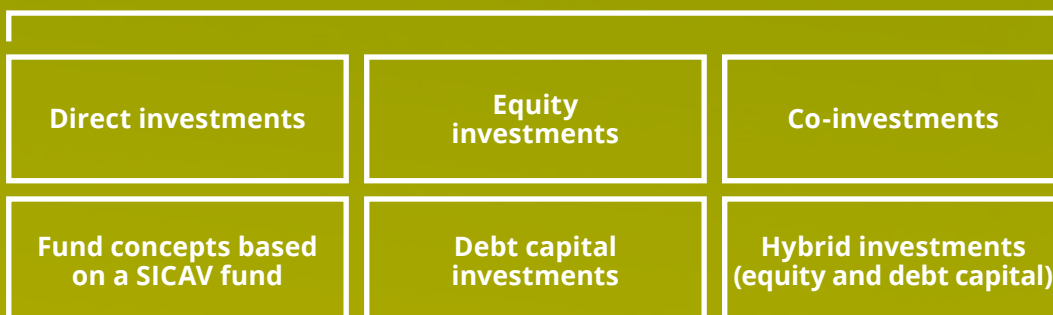 Direct investments
Equity
investments
Co-investments
Fund concepts based
on a SICAV fund
Debt capital
investments
Hybrid investments
(equity and debt capital)